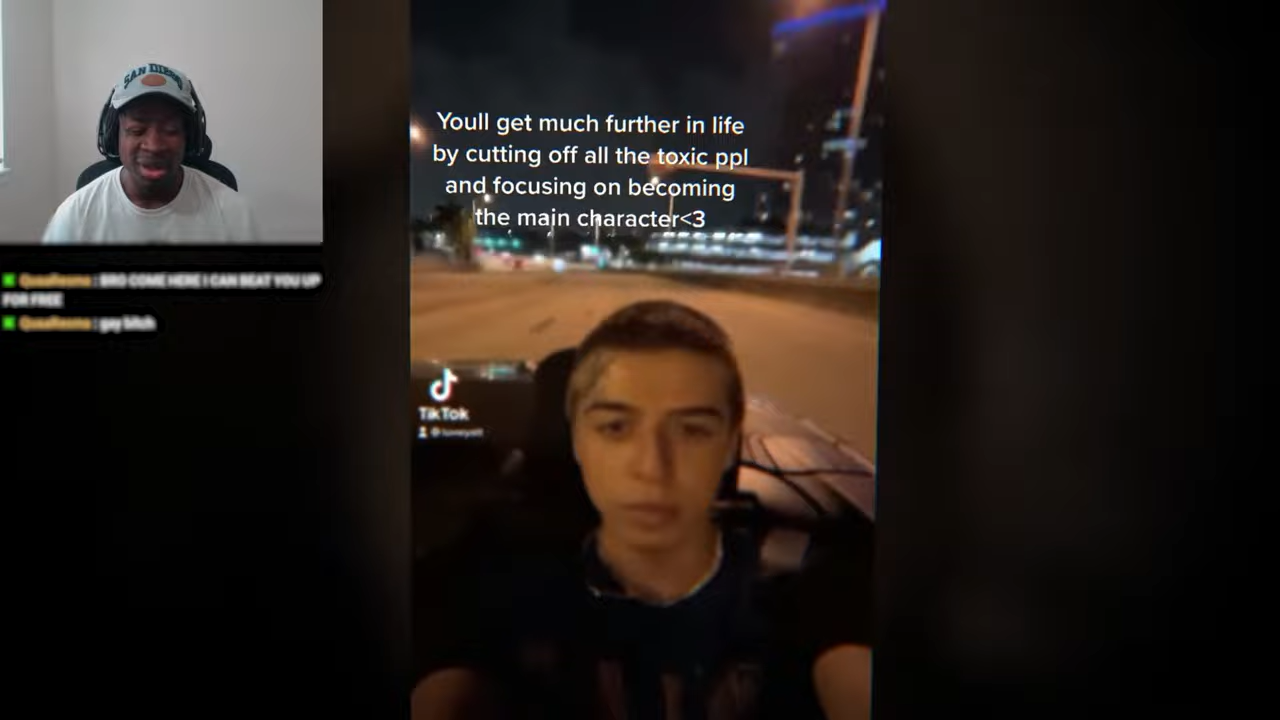 SAN DIEGO
: BRO COME HERE I CAN BEAT YOU UP
FOR FREE
: gay bitch
Youll get much further in life
by cutting off all the toxic ppl
and focusing on becoming
the main character<3
TikTok